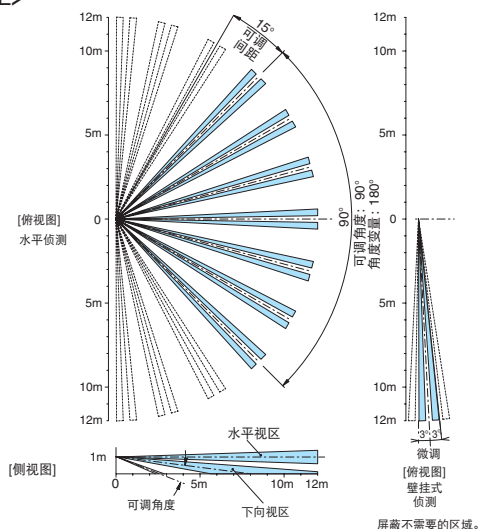 12m
10m
5m
0
5m
10m
12m
15°
可调
间距
90°
可调角度：90°
角度变量：180°
[俯视图]
水平侦测
12m
10m
5m
0
5m
10m
12m
3°
3°
微调
[俯视图]
壁挂式
侦测
[侧视图]
1m
0
5m
10m
12m
水平视区
可调角度
下向视区
屏蔽不需要的区域。